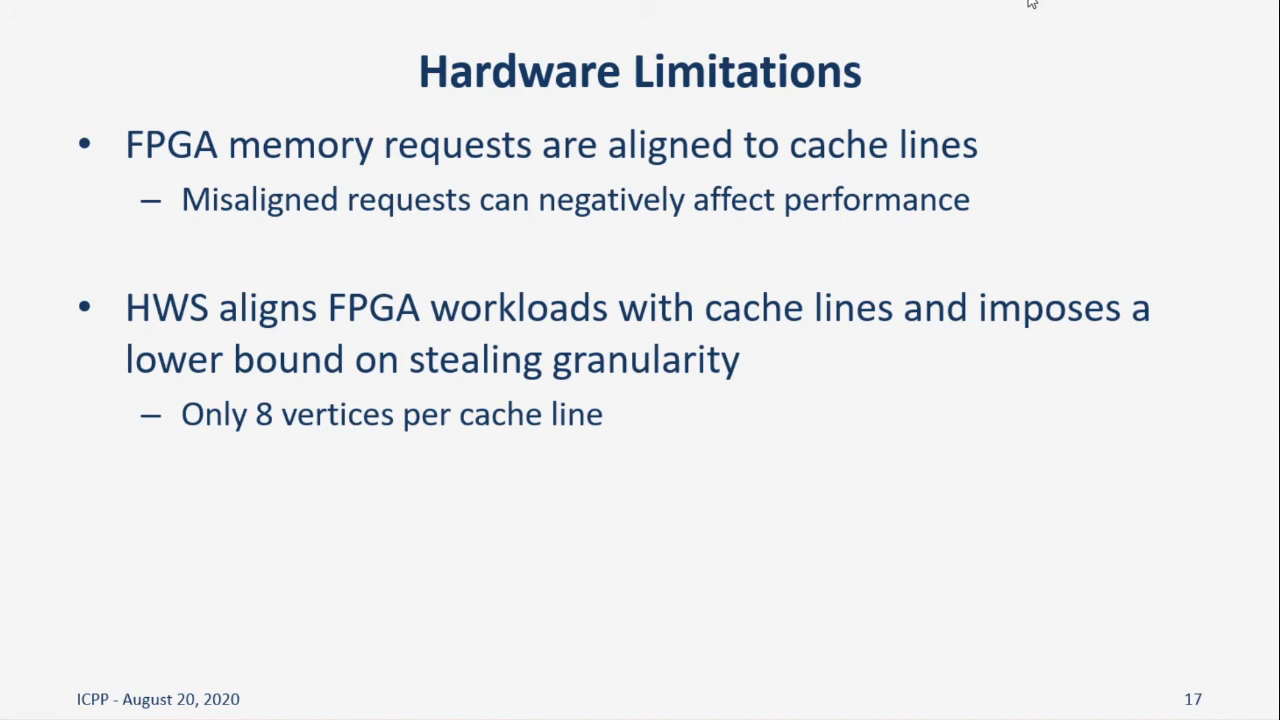 Hardware Limitations
• FPGA memory requests are aligned to cache lines
– Misaligned requests can negatively affect performance
• HWS aligns FPGA workloads with cache lines and imposes a
lower bound on stealing granularity
– Only 8 vertices per cache line
ICPP - August 20, 2020
17